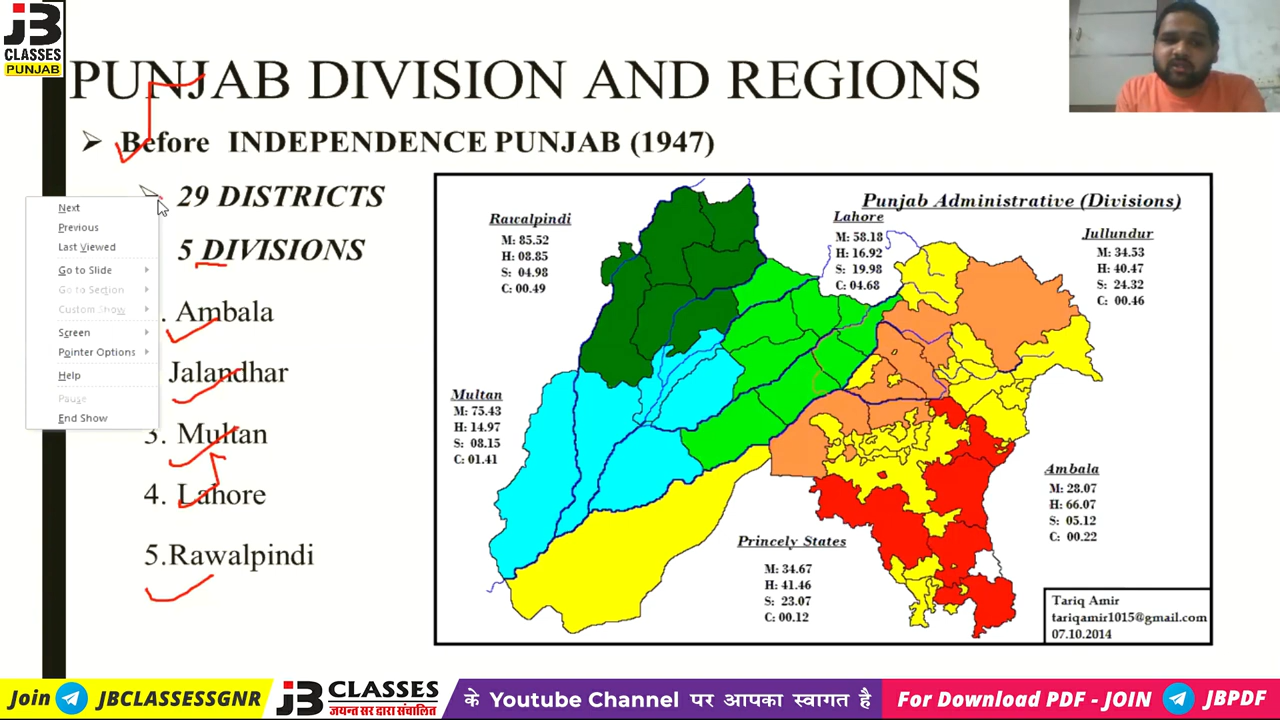 JB
CLASSES
PUNJAB
PUNJAB DIVISION AND REGIONS
Before INDEPENDENCE PUNJAB (1947)
29 DISTRICTS
5 DIVISIONS
. Ambala
Jalandhar
3. Multan
4. Lahore
5.Rawalpindi
Next
Previous
Last Viewed
Go to Slide
Go to Section
Custom Show
Screen
Pointer Options
Help
Pause
End Show
Punjab Administrative (Divisions)
Rawalpindi
M: 85.52
H: 08.85
S: 04.98
C: 00.49
Lahore
M: 58.18
H: 16.92
S: 19.98
C: 04.68
Jullundur
M: 34.53
H: 40.47
S: 24.32
C: 00.46
Multan
M: 75.43
H: 14.97
S: 08.15
C: 01.41
Ambala
M: 28.07
H: 66.07
S: 05.12
C: 00.22
Princely States
M: 34.67
H: 41.46
S: 23.07
C: 00.12
Tariq Amir
tariqamir1015@gmail.com
07.10.2014
Join JBCLASSESSGNR
JB CLASSES
जयन्त सर द्वारा संचालित
के Youtube Channel पर आपका स्वागत है
For Download PDF - JOIN JBPDF